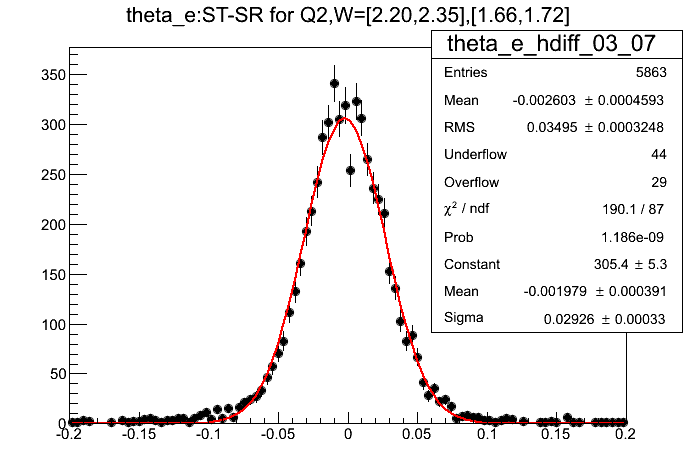 theta_e:ST-SR for Q2,W=[2.20,2.35],[1.66,1.72]
theta_e_hdiff_03_07
Entries 5863
Mean -0.002603 ± 0.0004593
RMS 0.03495 ± 0.0003248
Underflow 44
Overflow 29
χ² / ndf 190.1 / 87
Prob 1.186e-09
Constant 305.4 ± 5.3
Mean -0.001979 ± 0.000391
Sigma 0.02926 ± 0.00033
350
300
250
200
150
100
50
0
-0.2 -0.15 -0.1 -0.05 0 0.05 0.1 0.15 0.2